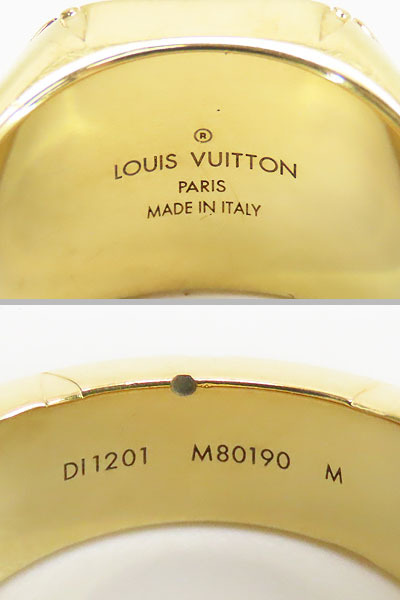 ®
LOUIS VUITTON
PARIS
MADE IN ITALY
DI1201 M80190 M